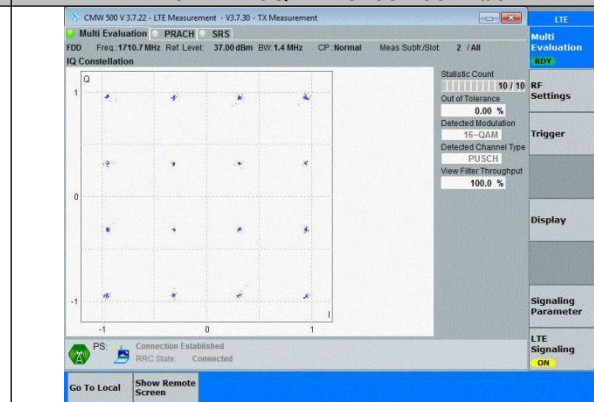 CMW 500 V 3.7.22 - LTE Measurement - V3.7.30 - TX Measurement
LTE
Multi Evaluation PRACH SRS
Multi
Evaluation
RDY
FDD Freq.:1710.7 MHz Ref. Level: 37.00 dBm BW:1.4 MHz CP :Normal Meas Subfr./Slot: 2 / All
IQ Constellation
Q
1
0
-1
-1 0 1
I
Statistic Count
10 / 10
Out of Tolerance
0.00 %
Detected Modulation
16-QAM
Detected Channel Type
PUSCH
View Filter Throughput
100.0 %
RF
Settings
Trigger
Display
Signaling
Parameter
LTE
Signaling
ON
PS: Connection Established
RRC State: Connected
Go To Local
Show Remote
Screen